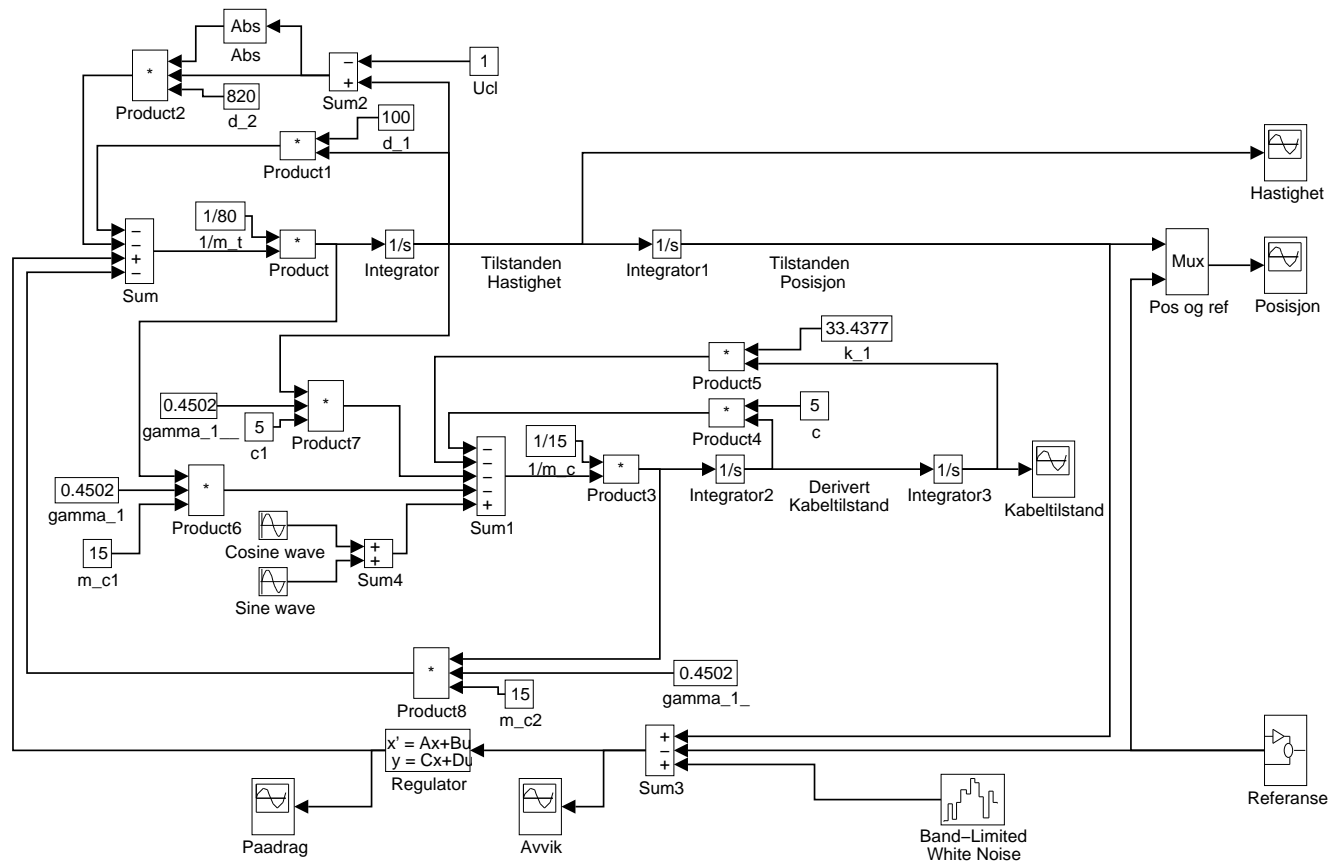 Abs
Abs
*
Product2
820
d_2
−
+
Sum2
1
Ucl
100
d_1
*
Product1
Hastighet
−
−
+
−
Sum
1/80
1/m_t
*
Product
1/s
Integrator
Tilstanden
Hastighet
1/s
Integrator1
Tilstanden
Posisjon
Mux
Pos og ref
Posisjon
33.4377
k_1
*
Product5
5
c
*
Product4
0.4502
gamma_1__
5
c1
*
Product7
−
−
−
−
+
Sum1
1/15
1/m_c
*
Product3
1/s
Integrator2
Derivert
Kabeltilstand
1/s
Integrator3
Kabeltilstand
0.4502
gamma_1
15
m_c1
*
Product6
Cosine wave
Sine wave
+
+
Sum4
*
Product8
15
m_c2
0.4502
gamma_1_
x' = Ax+Bu
y = Cx+Du
Regulator
+
−
+
Sum3
Referanse
Paadrag
Avvik
Band−Limited
White Noise